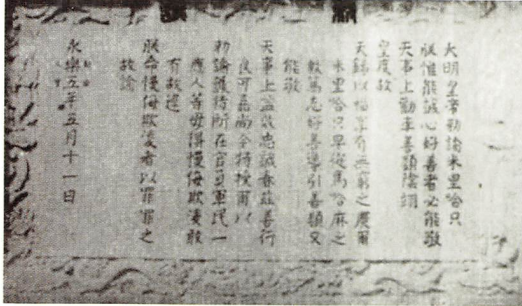 大明皇帝勑諭米里哈只
朕惟能誠心好善者必能敬
天事上勸率善類陰翊
皇度故
天錫以福享有無窮之慶爾
米里哈只早從馬哈麻之
教篤志好善導引善類又
能敬
天事上益效忠誠眷茲善行
良可嘉尚今特授爾以
勑諭護持所在官員軍民一
應人等毋得慢侮欺凌敢
有故違
朕命慢侮欺凌者以罪罪之
故諭
永樂五年五月十一日